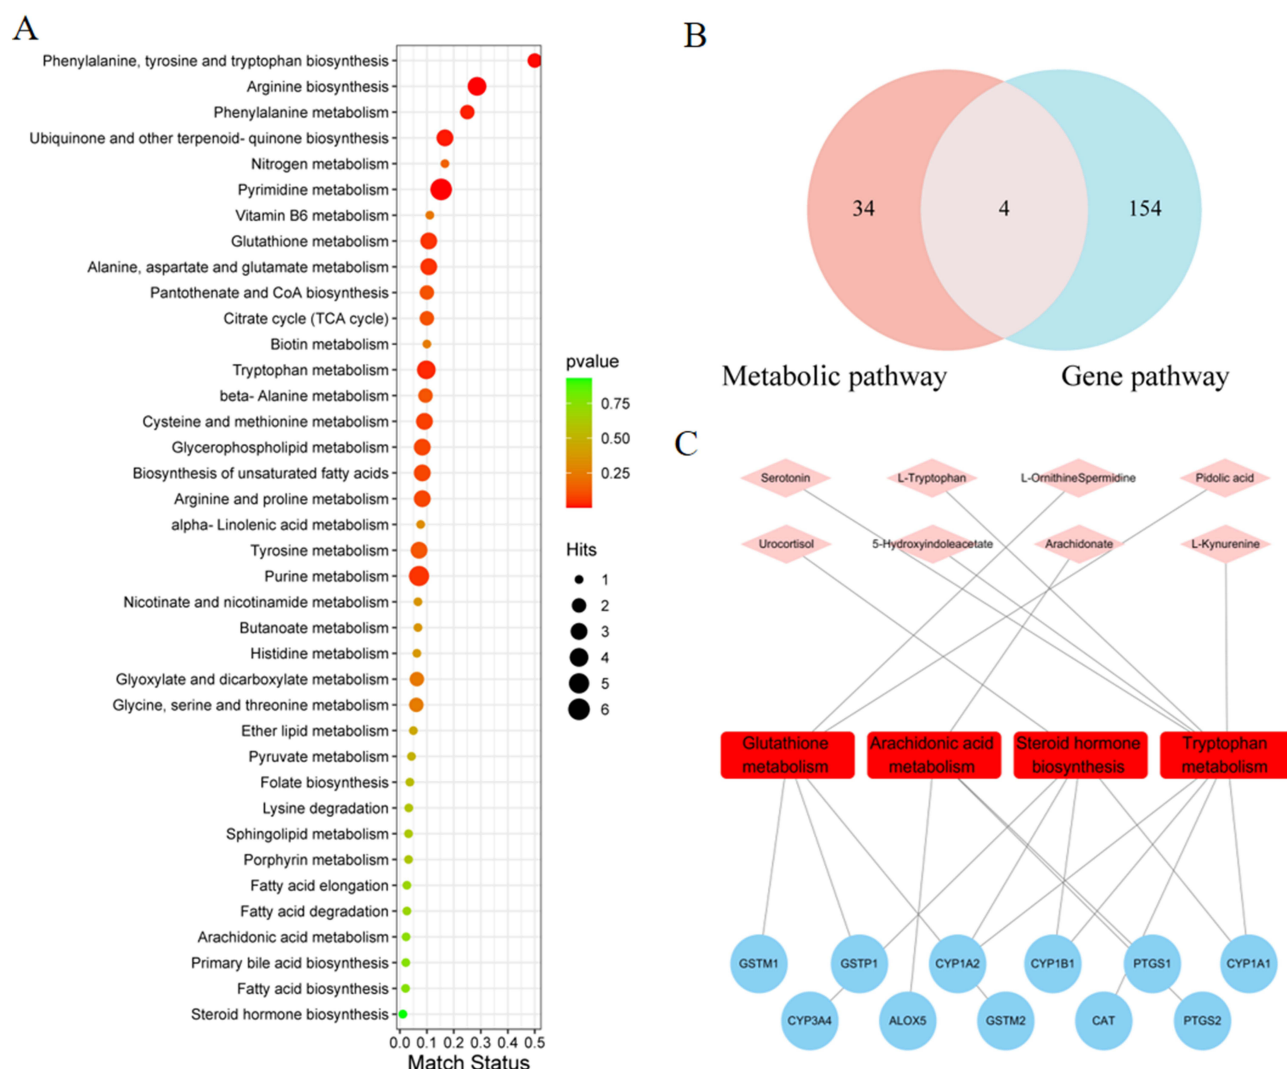 A
Phenylalanine, tyrosine and tryptophan biosynthesis
Arginine biosynthesis
Phenylalanine metabolism
Ubiquinone and other terpenoid- quinone biosynthesis
Nitrogen metabolism
Pyrimidine metabolism
Vitamin B6 metabolism
Glutathione metabolism
Alanine, aspartate and glutamate metabolism
Pantothenate and CoA biosynthesis
Citrate cycle (TCA cycle)
Biotin metabolism
Tryptophan metabolism
beta- Alanine metabolism
Cysteine and methionine metabolism
Glycerophospholipid metabolism
Biosynthesis of unsaturated fatty acids
Arginine and proline metabolism
alpha- Linolenic acid metabolism
Tyrosine metabolism
Purine metabolism
Nicotinate and nicotinamide metabolism
Butanoate metabolism
Histidine metabolism
Glyoxylate and dicarboxylate metabolism
Glycine, serine and threonine metabolism
Ether lipid metabolism
Pyruvate metabolism
Folate biosynthesis
Lysine degradation
Sphingolipid metabolism
Porphyrin metabolism
Fatty acid elongation
Fatty acid degradation
Arachidonic acid metabolism
Primary bile acid biosynthesis
Fatty acid biosynthesis
Steroid hormone biosynthesis
0.0 0.1 0.2 0.3 0.4 0.5
Match Status
pvalue
0.75
0.50
0.25
Hits
1
2
3
4
5
6
B
34 4 154
Metabolic pathway Gene pathway
C
Serotonin L-Tryptophan L-OrnithineSpermidine Pidolic acid
Urocortisol 5-Hydroxyindoleacetate Arachidonate L-Kynurenine
Glutathione metabolism
Arachidonic acid metabolism
Steroid hormone biosynthesis
Tryptophan metabolism
GSTM1 GSTP1 CYP1A2 CYP1B1 PTGS1 CYP1A1
CYP3A4 ALOX5 GSTM2 CAT PTGS2